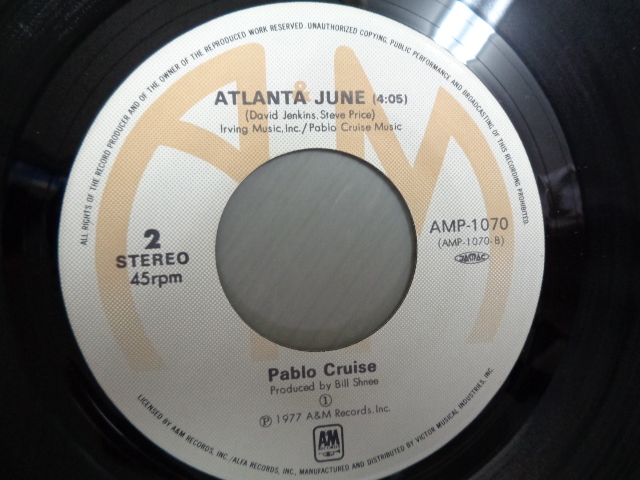 ALL RIGHTS OF THE RECORD PRODUCER AND OF THE OWNER OF THE REPRODUCED WORK RESERVED. UNAUTHORIZED COPYING, PUBLIC PERFORMANCE AND BROADCASTING OF THIS RECORD PROHIBITED
A&M
ATLANTA JUNE (4:05)
(David Jenkins, Steve Price)
Irving Music, Inc./Pablo Cruise Music
2
STEREO
45rpm
AMP-1070
(AMP-1070-B)
JASRAC
Pablo Cruise
Produced by Bill Shnee
①
℗ 1977 A&M Records, Inc.
A&M
LICENSED BY A&M RECORDS, INC./ALFA RECORDS, INC., MANUFACTURED AND DISTRIBUTED BY VICTOR MUSICAL INDUSTRIES, INC.